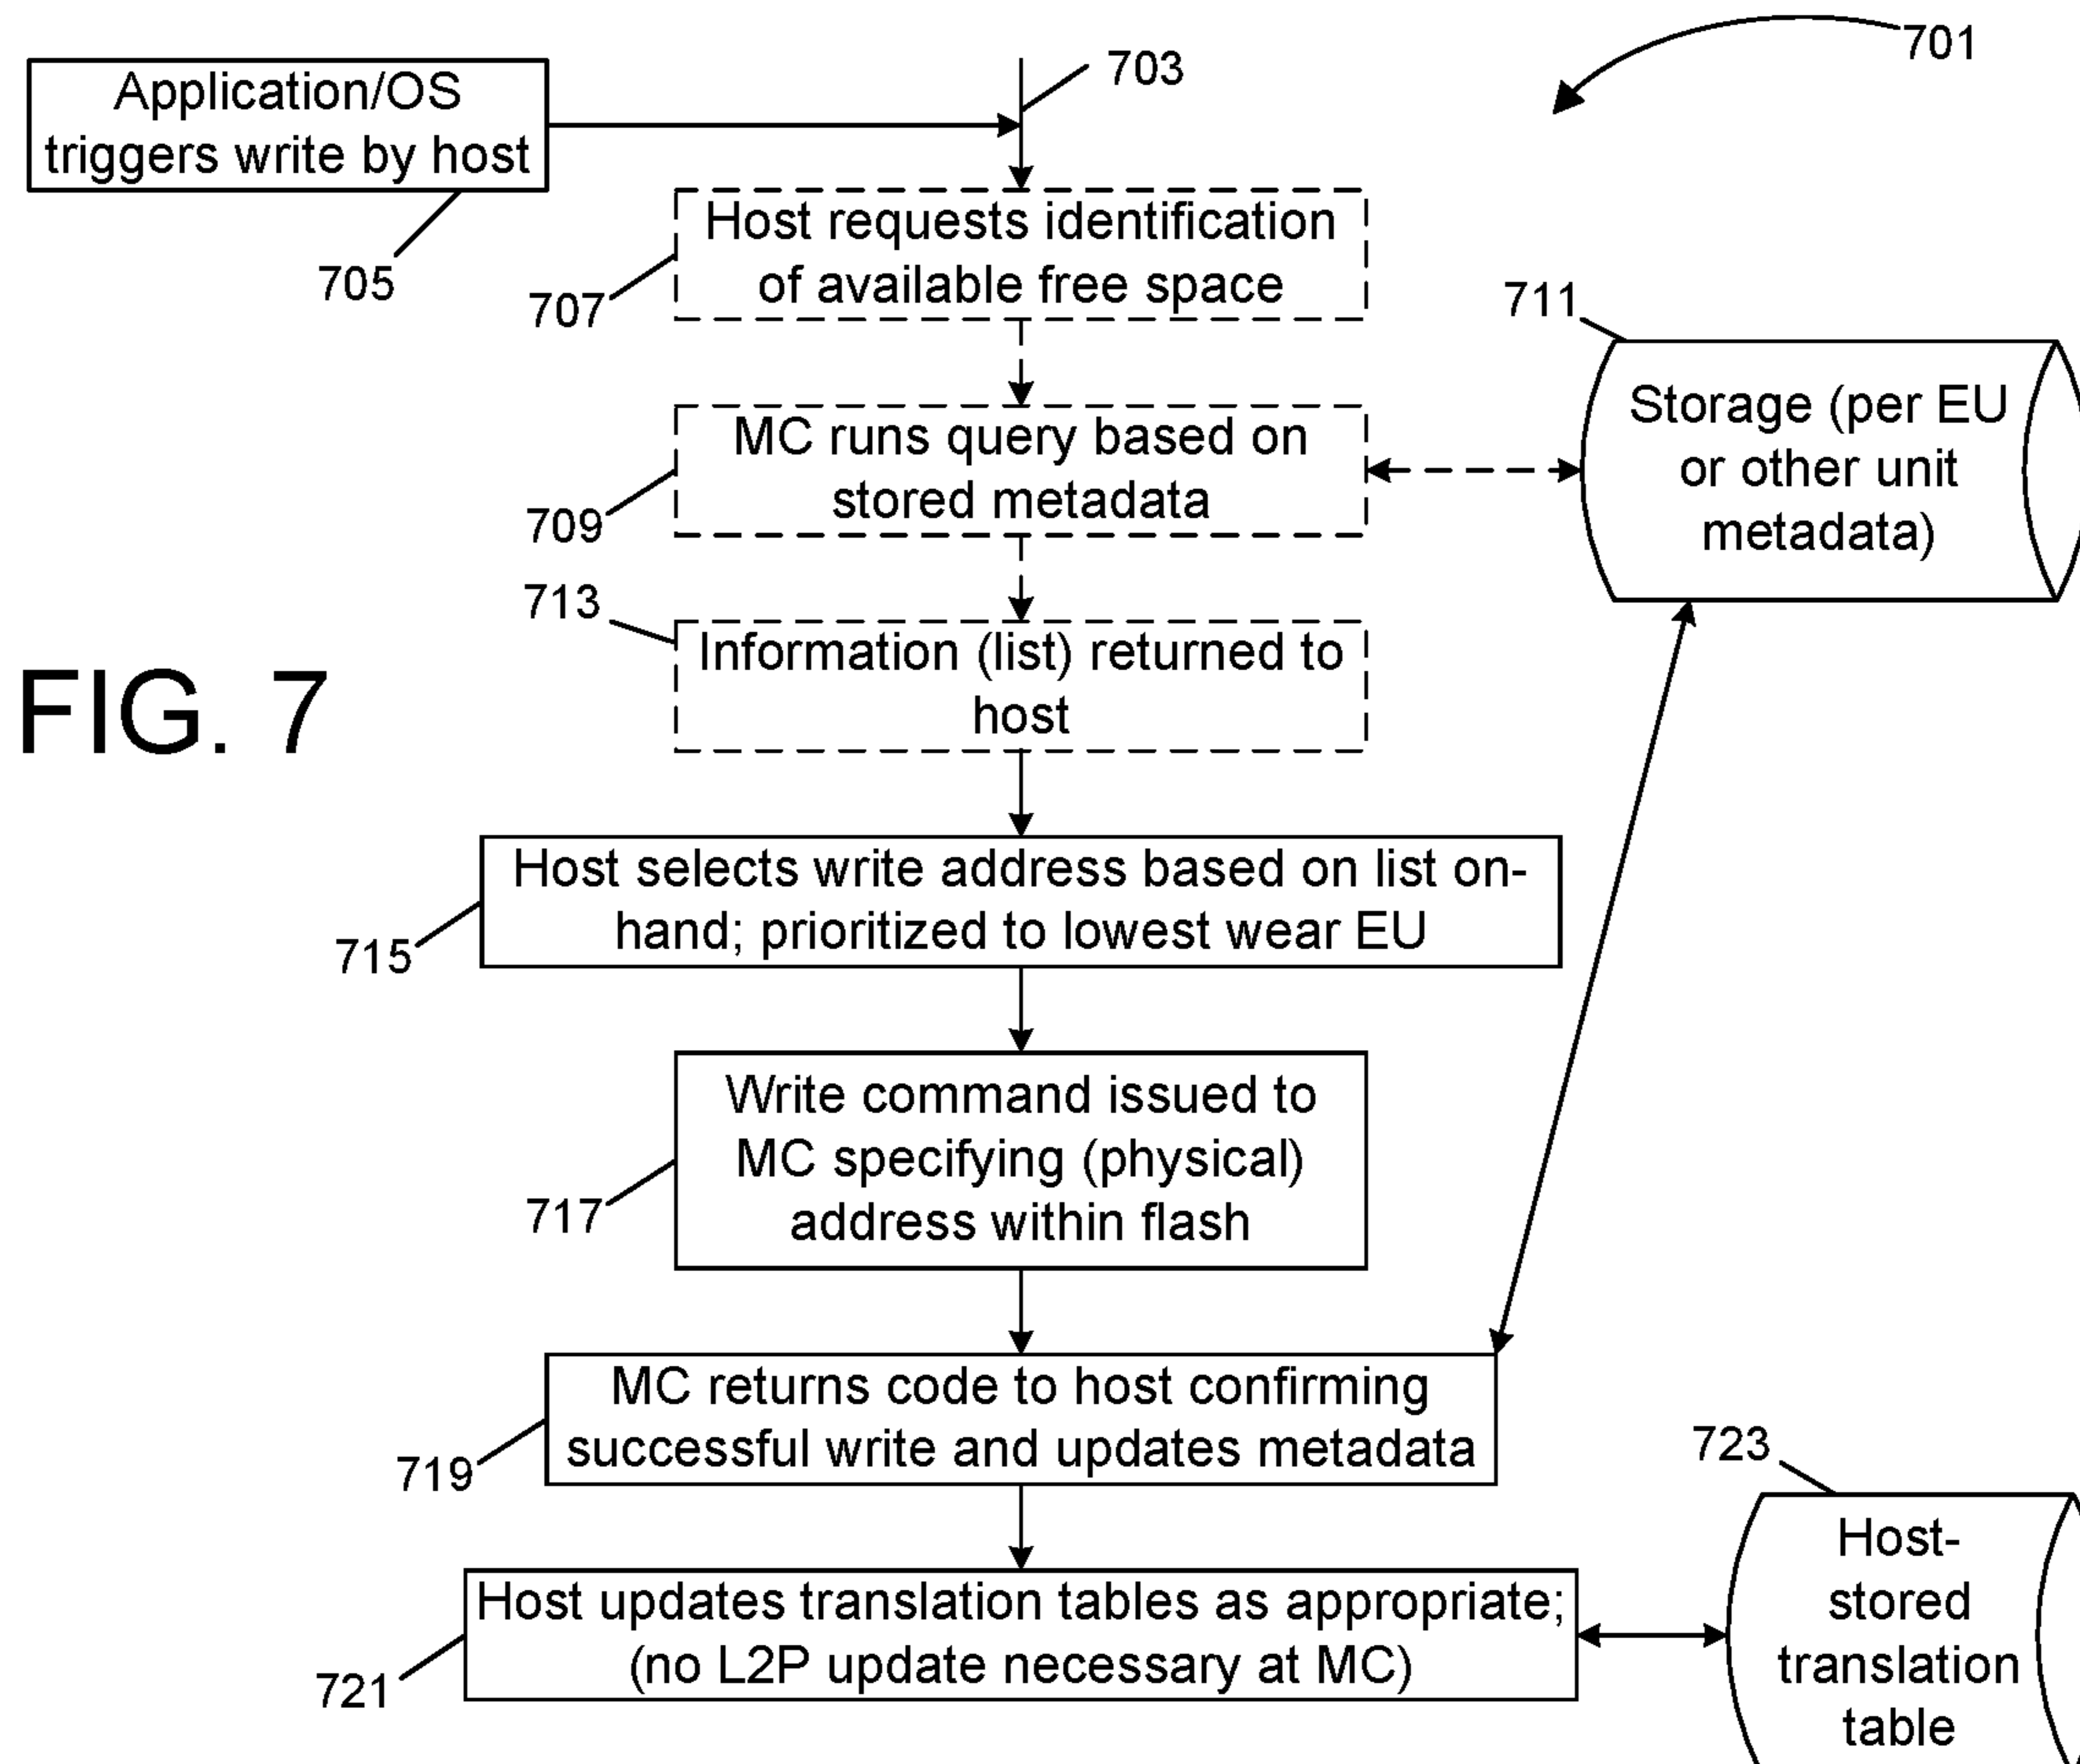 701
703
Application/OS
triggers write by host
705
Host requests identification
of available free space
707
711
Storage (per EU
or other unit
metadata)
MC runs query based on
stored metadata
709
713
Information (list) returned to
host
FIG. 7
Host selects write address based on list on-
hand; prioritized to lowest wear EU
715
Write command issued to
MC specifying (physical)
address within flash
717
MC returns code to host confirming
successful write and updates metadata
719
723
Host-
stored
translation
table
Host updates translation tables as appropriate;
(no L2P update necessary at MC)
721